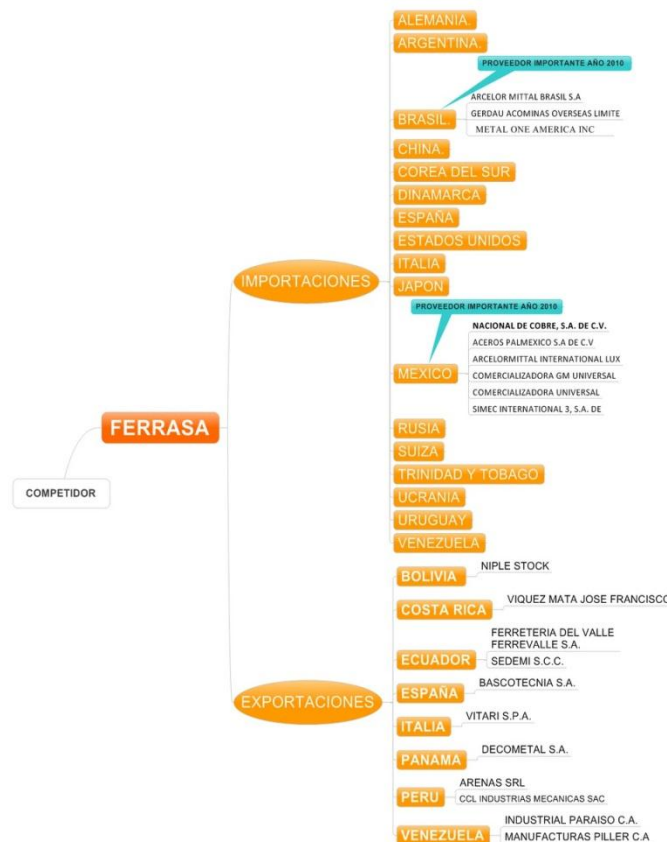 ALEMANIA.
ARGENTINA.
PROVEEDOR IMPORTANTE AÑO 2010
BRASIL.
ARCELOR MITTAL BRASIL S.A
GERDAU ACOMINAS OVERSEAS LIMITE
METAL ONE AMERICA INC
CHINA.
COREA DEL SUR
DINAMARCA
ESPAÑA
ESTADOS UNIDOS
IMPORTACIONES
ITALIA
JAPON
PROVEEDOR IMPORTANTE AÑO 2010
MEXICO
NACIONAL DE COBRE, S.A. DE C.V.
ACEROS PALMEXICO S.A DE C.V
ARCELORMITTAL INTERNATIONAL LUX
COMERCIALIZADORA GM UNIVERSAL
COMERCIALIZADORA UNIVERSAL
SIMEC INTERNATIONAL 3, S.A. DE
FERRASA
COMPETIDOR
RUSIA
SUIZA
TRINIDAD Y TOBAGO
UCRANIA
URUGUAY
VENEZUELA
BOLIVIA
NIPLE STOCK
COSTA RICA
VIQUEZ MATA JOSE FRANCISCO
ECUADOR
FERRETERIA DEL VALLE
FERREVALLE S.A.
SEDEMI S.C.C.
ESPAÑA
BASCOTECNIA S.A.
EXPORTACIONES
ITALIA
VITARI S.P.A.
PANAMA
DECOMETAL S.A.
PERU
ARENAS SRL
CCL INDUSTRIAS MECANICAS SAC
VENEZUELA
INDUSTRIAL PARAISO C.A.
MANUFACTURAS PILLER C.A